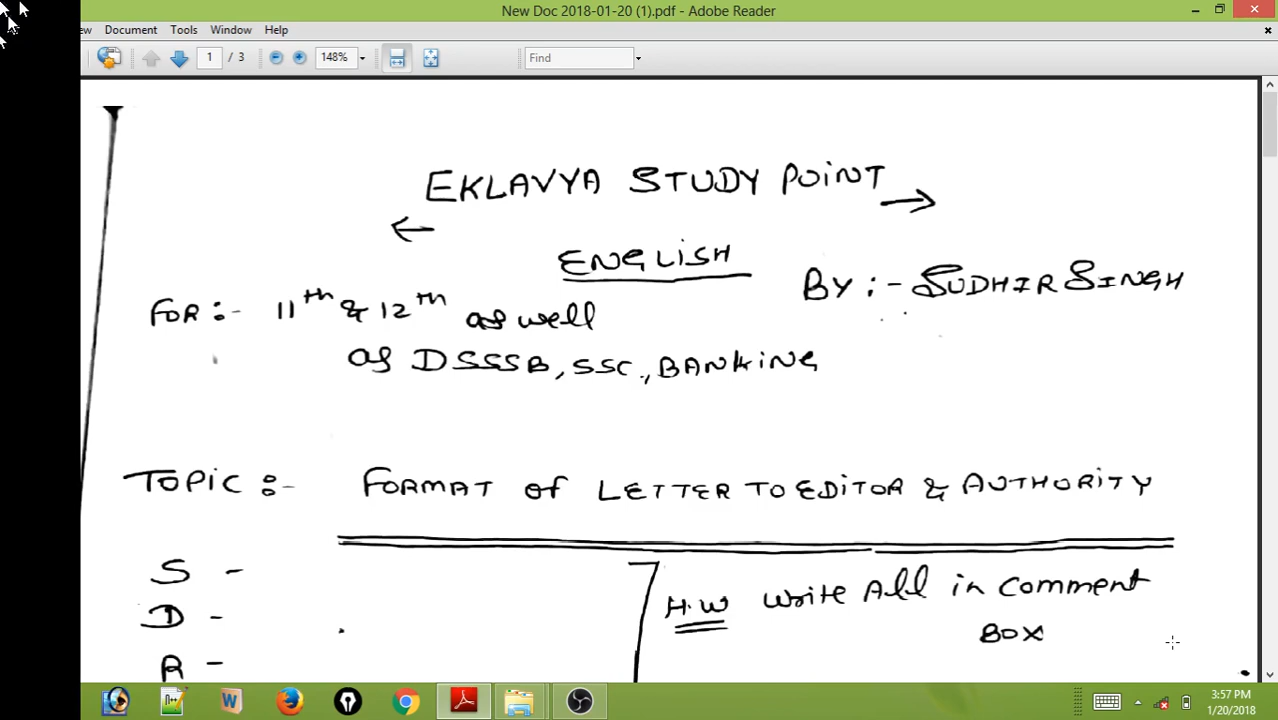 New Doc 2018-01-20 (1).pdf - Adobe Reader
ew Document Tools Window Help
1 / 3 148% Find
EKLAVYA STUDY POINT
ENGLISH
BY :- SUDHIR SINGH
FOR :- 11th & 12th as well
as DSSSB, SSC, BANKING
TOPIC :- FORMAT of LETTER TO EDITOR & AUTHORITY
S -
D -
R -
H.W Write All in Comment
BOX
3:57 PM
1/20/2018